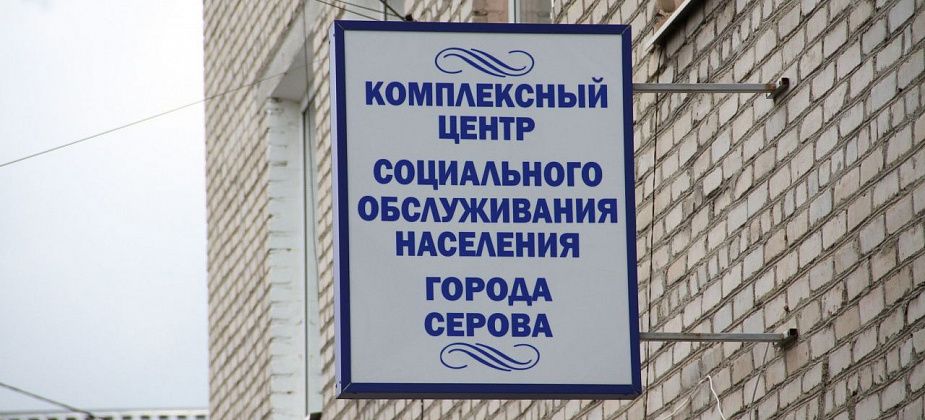 КОМПЛЕКСНЫЙ
ЦЕНТР
СОЦИАЛЬНОГО
ОБСЛУЖИВАНИЯ
НАСЕЛЕНИЯ
ГОРОДА
СЕРОВА